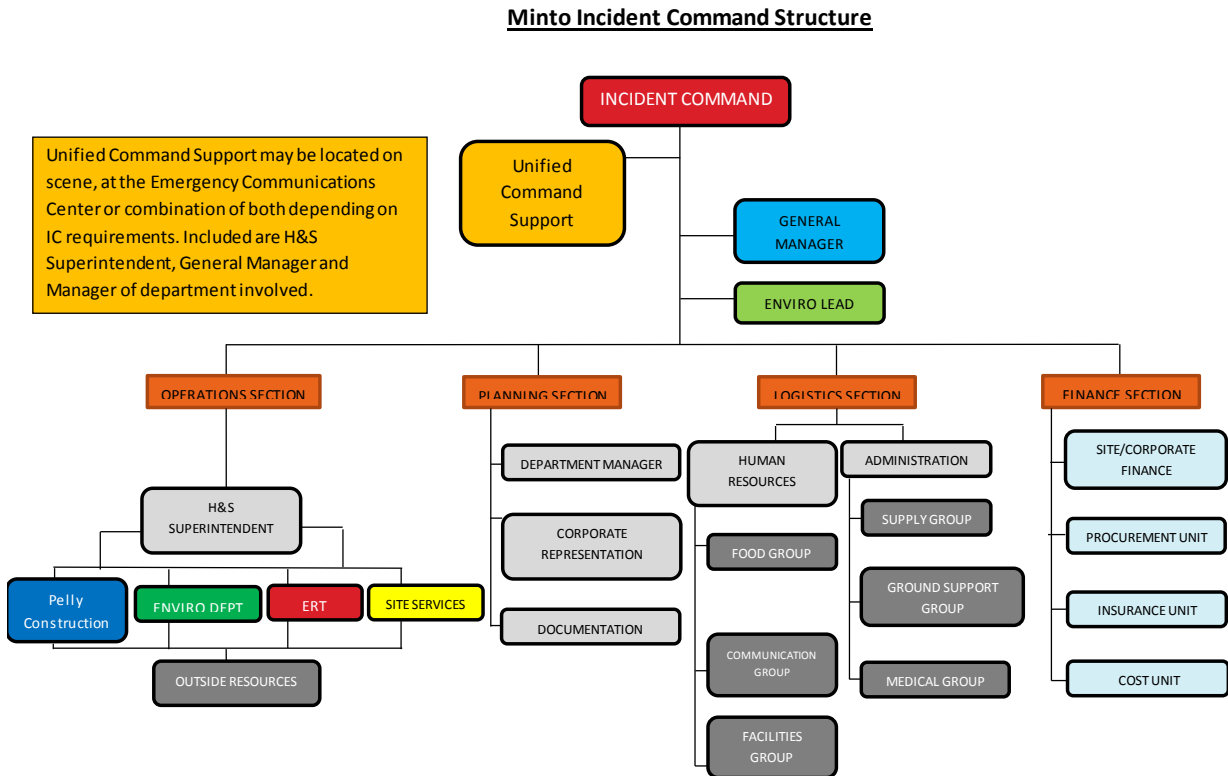 Minto Incident Command Structure
INCIDENT COMMAND
Unified Command Support may be located on
scene, at the Emergency Communications
Center or combination of both depending on
IC requirements. Included are H&S
Superintendent, General Manager and
Manager of department involved.
Unified
Command
Support
GENERAL
MANAGER
ENVIRO LEAD
OPERATIONS SECTION
PLANNING SECTION
LOGISTICS SECTION
FINANCE SECTION
H&S
SUPERINTENDENT
Pelly
Construction
ENVIRO DEPT
ERT
SITE SERVICES
OUTSIDE RESOURCES
DEPARTMENT MANAGER
CORPORATE
REPRESENTATION
DOCUMENTATION
HUMAN
RESOURCES
FOOD GROUP
COMMUNICATION
GROUP
FACILITIES
GROUP
ADMINISTRATION
SUPPLY GROUP
GROUND SUPPORT
GROUP
MEDICAL GROUP
SITE/CORPORATE
FINANCE
PROCUREMENT UNIT
INSURANCE UNIT
COST UNIT